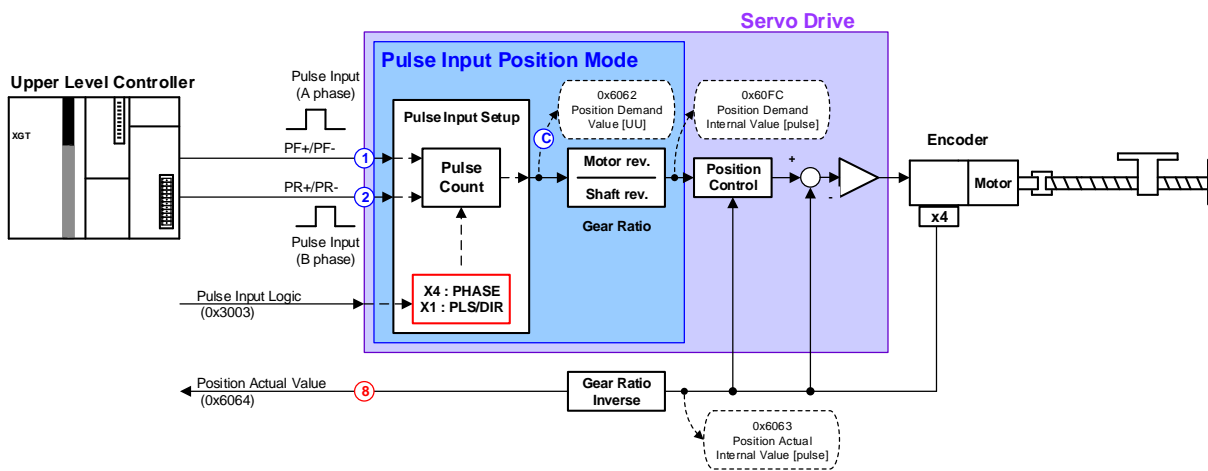 Servo Drive
Pulse Input Position Mode
Upper Level Controller
XGT
Pulse Input
(A phase)
PF+/PF-
1
PR+/PR-
2
Pulse Input
(B phase)
Pulse Input Setup
Pulse
Count
X4 : PHASE
X1 : PLS/DIR
Pulse Input Logic
(0x3003)
C
0x6062
Position Demand
Value [UU]
0x60FC
Position Demand
Internal Value [pulse]
Motor rev.
Shaft rev.
Gear Ratio
Position
Control
+
-
Encoder
Motor
x4
Position Actual Value
(0x6064)
8
Gear Ratio
Inverse
0x6063
Position Actual
Internal Value [pulse]